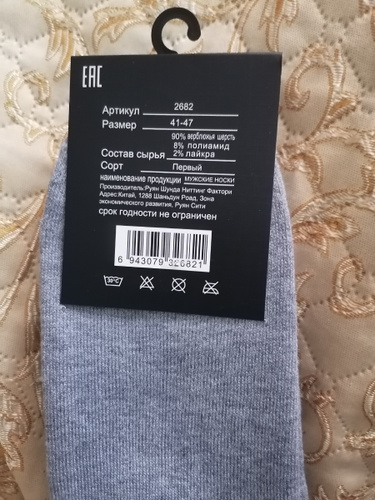 EAC
Артикул 2682
Размер 41-47
90% верблюжья шерсть
8% полиамид
Состав сырья 2% лайкра
Сорт Первый
наименование продукции МУЖСКИЕ НОСКИ
Производитель:Руян Шунда Ниттинг Фактори
Адрес:Китай, 1288 Шаньдун Роад, Зона
экономического развития, Руян Сити
срок годности не ограничен
6 943079 326821
30°C